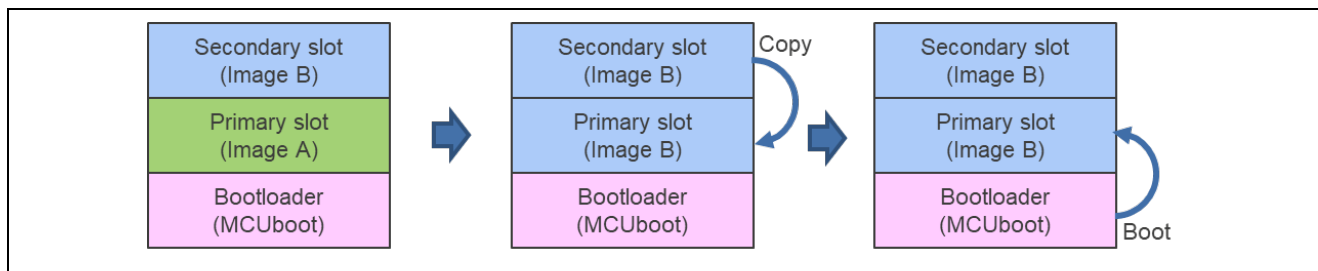 Secondary slot
(Image B)
Primary slot
(Image A)
Bootloader
(MCUboot)
Secondary slot
(Image B)
Copy
Primary slot
(Image B)
Bootloader
(MCUboot)
Secondary slot
(Image B)
Primary slot
(Image B)
Bootloader
(MCUboot)
Boot